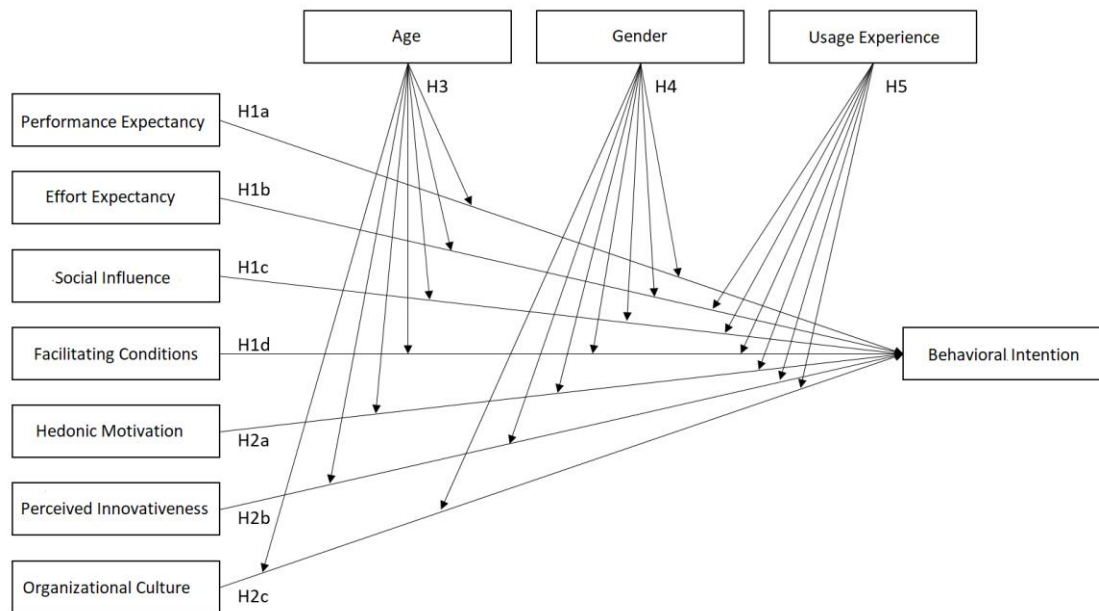 Age
Gender
Usage Experience
H3
H4
H5
Performance Expectancy
H1a
Effort Expectancy
H1b
Social Influence
H1c
Facilitating Conditions
H1d
Behavioral Intention
Hedonic Motivation
H2a
Perceived Innovativeness
H2b
Organizational Culture
H2c